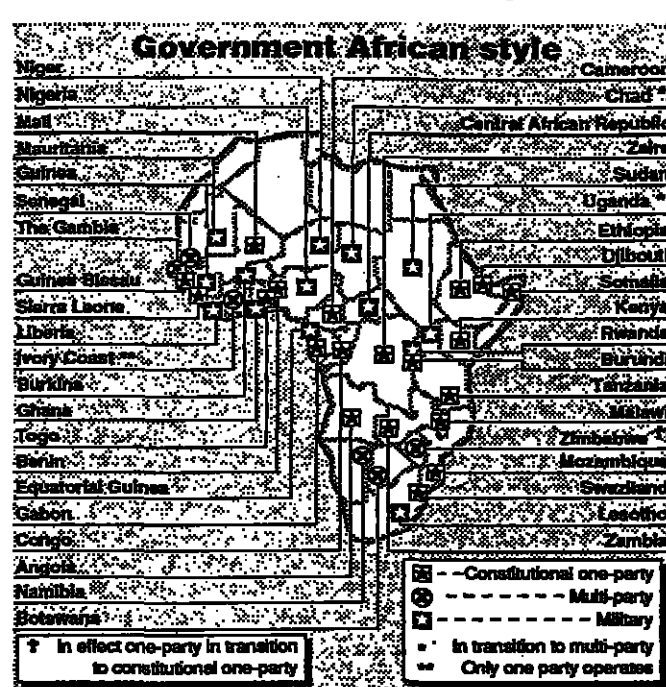 Government African style
Niger
Nigeria
Mali
Mauritania
Guinea
Senegal
The Gambia
Guinea Bissau
Sierra Leone
Liberia
Ivory Coast **
Burkina
Ghana
Togo
Benin
Equatorial Guinea
Gabon
Congo
Angola
Namibia
Botswana
Cameroon
Chad
Central African Republic
Zaire
Sudan
Uganda
Ethiopia
Djibouti
Somalia
Kenya
Rwanda
Burundi
Tanzania
Malawi
Zimbabwe
Mozambique
Swaziland
Lesotho
Zambia
Constitutional one-party
Multi-party
Military
* In transition to multi-party
** Only one party operates
† In effect one-party in transition
to constitutional one-party